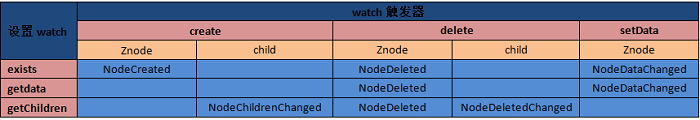 设置 watch
watch 触发器
create delete setData
Znode child Znode child Znode
exists NodeCreated NodeDeleted NodeDataChanged
getdata NodeDeleted NodeDataChanged
getChildren NodeChildrenChanged NodeDeleted NodeDeletedChanged